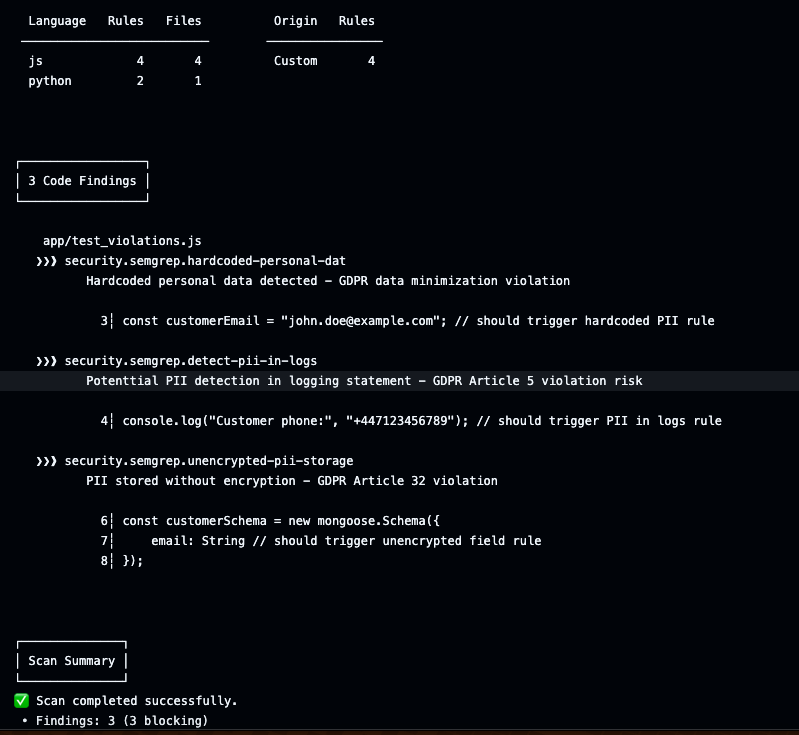 Language Rules Files Origin Rules
js 4 4 Custom 4
python 2 1
3 Code Findings
app/test_violations.js
❯❯❱ security.semgrep.hardcoded-personal-dat
Hardcoded personal data detected - GDPR data minimization violation
3┆ const customerEmail = "john.doe@example.com"; // should trigger hardcoded PII rule
❯❯❱ security.semgrep.detect-pii-in-logs
Potenttial PII detection in logging statement - GDPR Article 5 violation risk
4┆ console.log("Customer phone:", "+447123456789"); // should trigger PII in logs rule
❯❯❱ security.semgrep.unencrypted-pii-storage
PII stored without encryption - GDPR Article 32 violation
6┆ const customerSchema = new mongoose.Schema({
7┆ email: String // should trigger unencrypted field rule
8┆ });
Scan Summary
✅ Scan completed successfully.
• Findings: 3 (3 blocking)